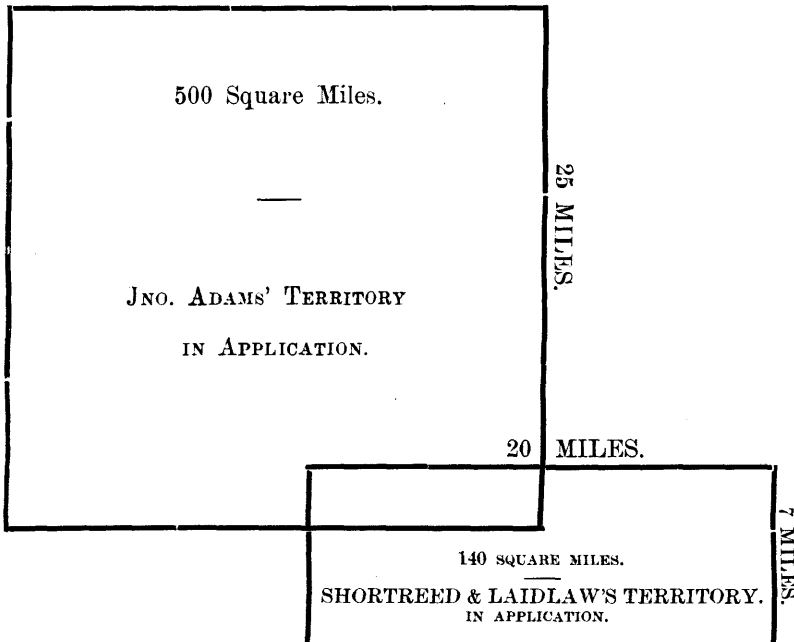 500 Square Miles.
25 MILES.
JNO. ADAMS' TERRITORY
IN APPLICATION.
20 MILES.
7 MILES.
140 SQUARE MILES.
SHORTREED & LAIDLAW'S TERRITORY.
IN APPLICATION.